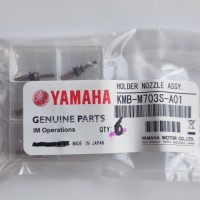 YAMAHA
GENUINE PARTS
IM Operations
QTY 6
MADE IN JAPAN
HOLDER NOZZLE ASSY.
KMB-M703S-A01
YAMAHA MOTOR CO.,LTD.